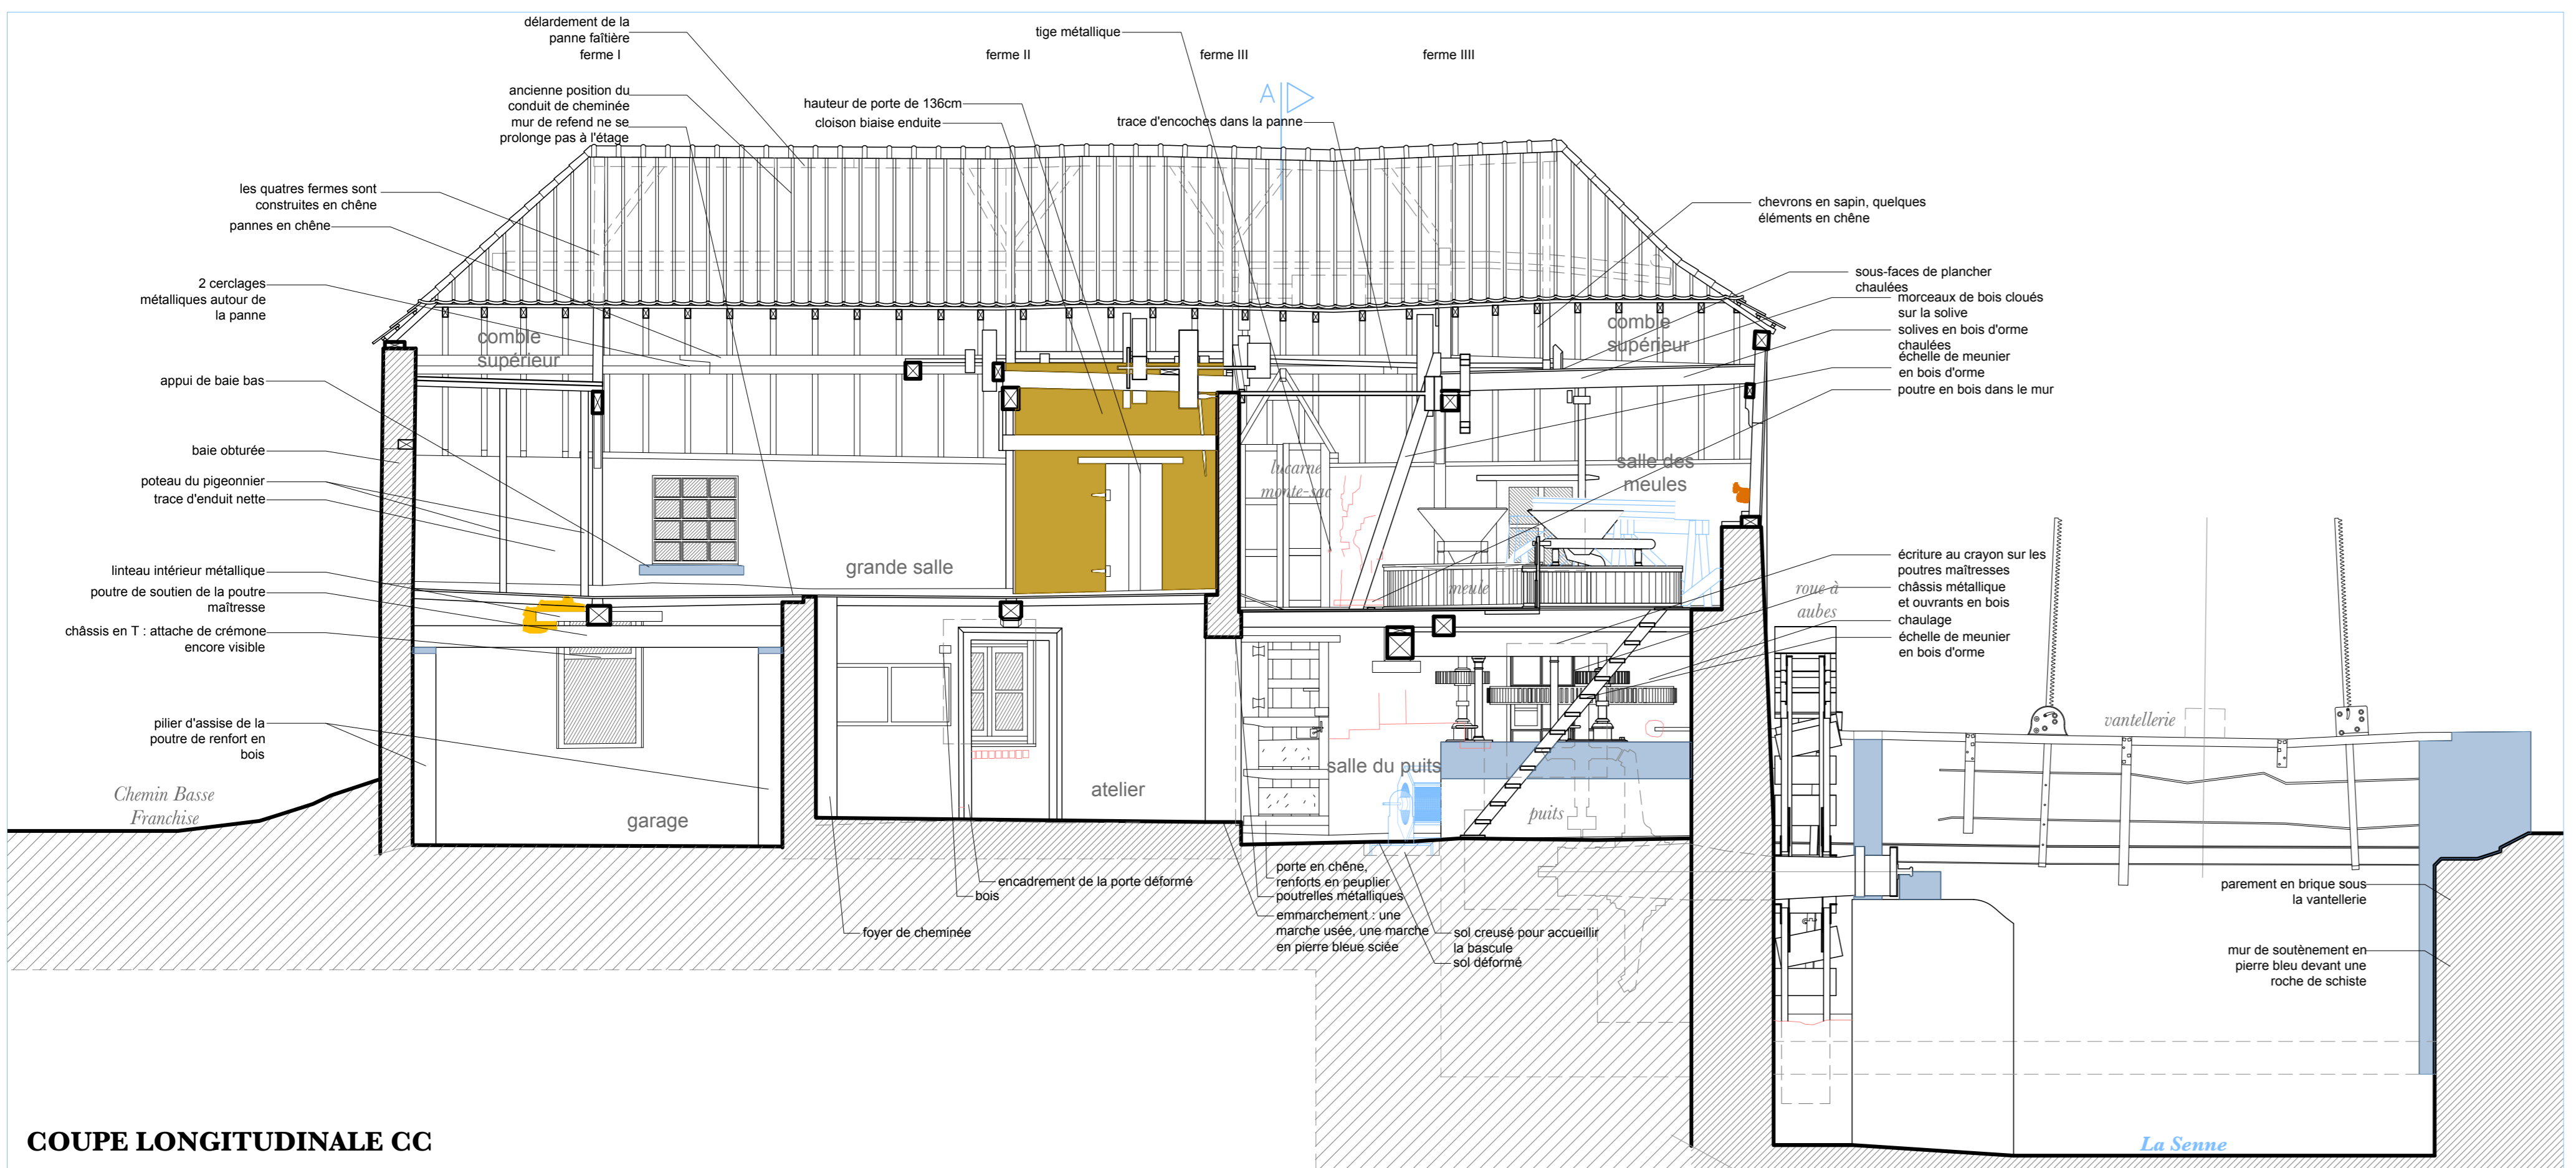 délardement de la
panne faîtière
ferme I
ferme II
tige métallique
ferme III
ferme IIII
ancienne position du
conduit de cheminée
mur de refend ne se
prolonge pas à l'étage
hauteur de porte de 136cm
cloison biaise enduite
A
trace d'encoches dans la panne
les quatres fermes sont
construites en chêne
pannes en chêne
2 cerclages
métalliques autour de
la panne
appui de baie bas
baie obturée
poteau du pigeonnier
trace d'enduit nette
linteau intérieur métallique
poutre de soutien de la poutre
maîtresse
châssis en T : attache de crémone
encore visible
pilier d'assise de la
poutre de renfort en
bois
Chemin Basse
Franchise
comble
supérieur
grande salle
garage
atelier
lucarne
monte-sac
comble
supérieur
salle des
meules
meule
salle du puits
puits
roue à
aubes
vantellerie
chevrons en sapin, quelques
éléments en chêne
sous-faces de plancher
chaulées
morceaux de bois cloués
sur la solive
solives en bois d'orme
chaulées
échelle de meunier
en bois d'orme
poutre en bois dans le mur
écriture au crayon sur les
poutres maîtresses
châssis métallique
et ouvrants en bois
chaulage
échelle de meunier
en bois d'orme
encadrement de la porte déformé
bois
foyer de cheminée
porte en chêne,
renforts en peuplier
poutrelles métalliques
emmarchement : une
marche usée, une marche
en pierre bleue sciée
sol creusé pour accueillir
la bascule
sol déformé
parement en brique sous
la vantellerie
mur de soutènement en
pierre bleu devant une
roche de schiste
COUPE LONGITUDINALE CC
La Senne